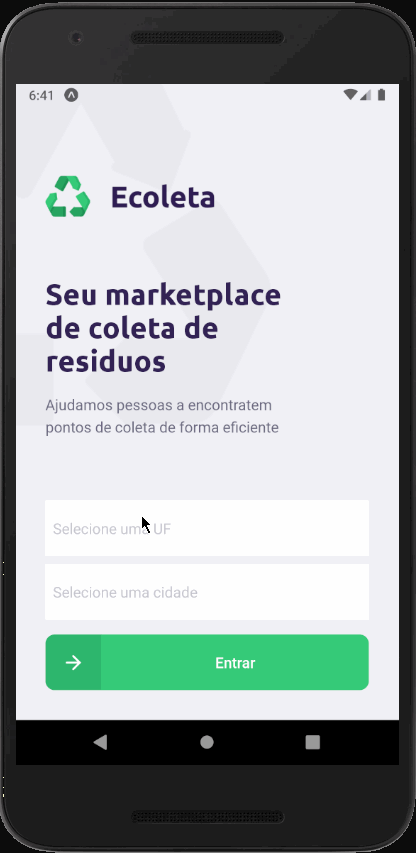 6:41
Ecoleta
Seu marketplace
de coleta de
residuos
Ajudamos pessoas a encontratem
pontos de coleta de forma eficiente
Selecione uma UF
Selecione uma cidade
Entrar